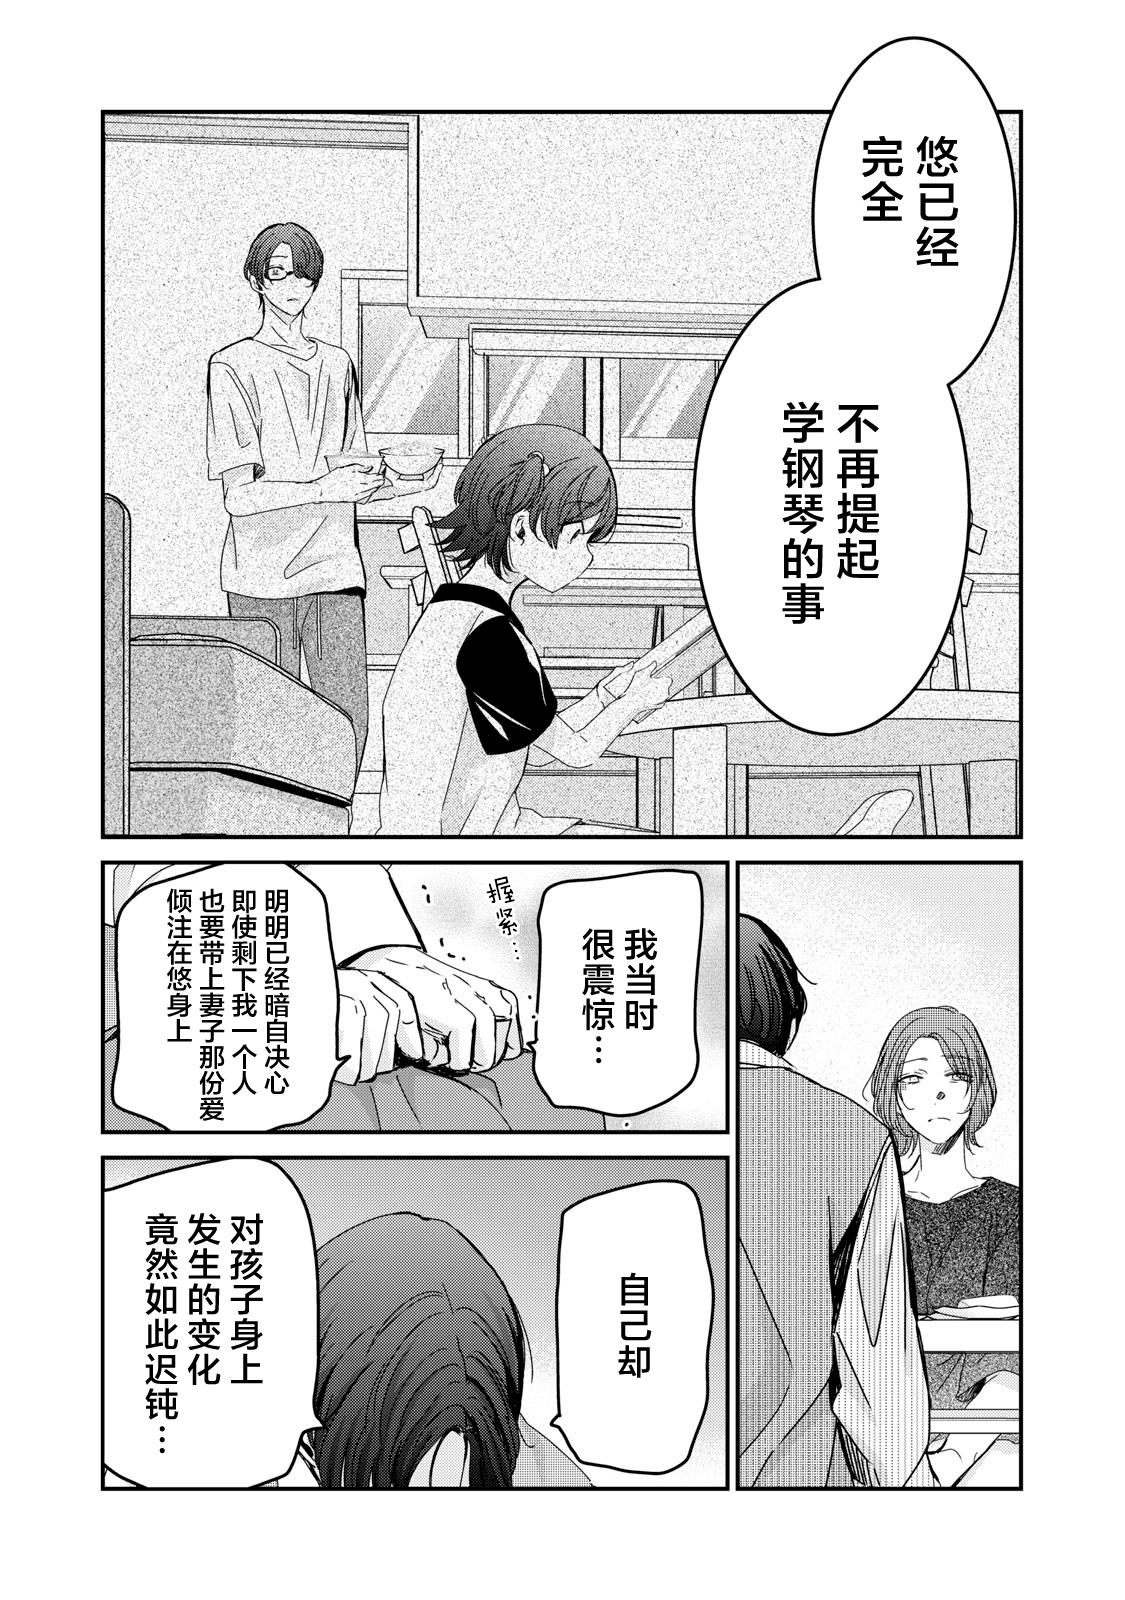 悠已经
完全
不再提起
学钢琴的事
我当时
很震惊…
握紧…
明明已经暗自决心
即使剩下我一个人
也要带上妻子那份爱
倾注在悠身上
自己却
对孩子身上
发生的变化
竟然如此迟钝…